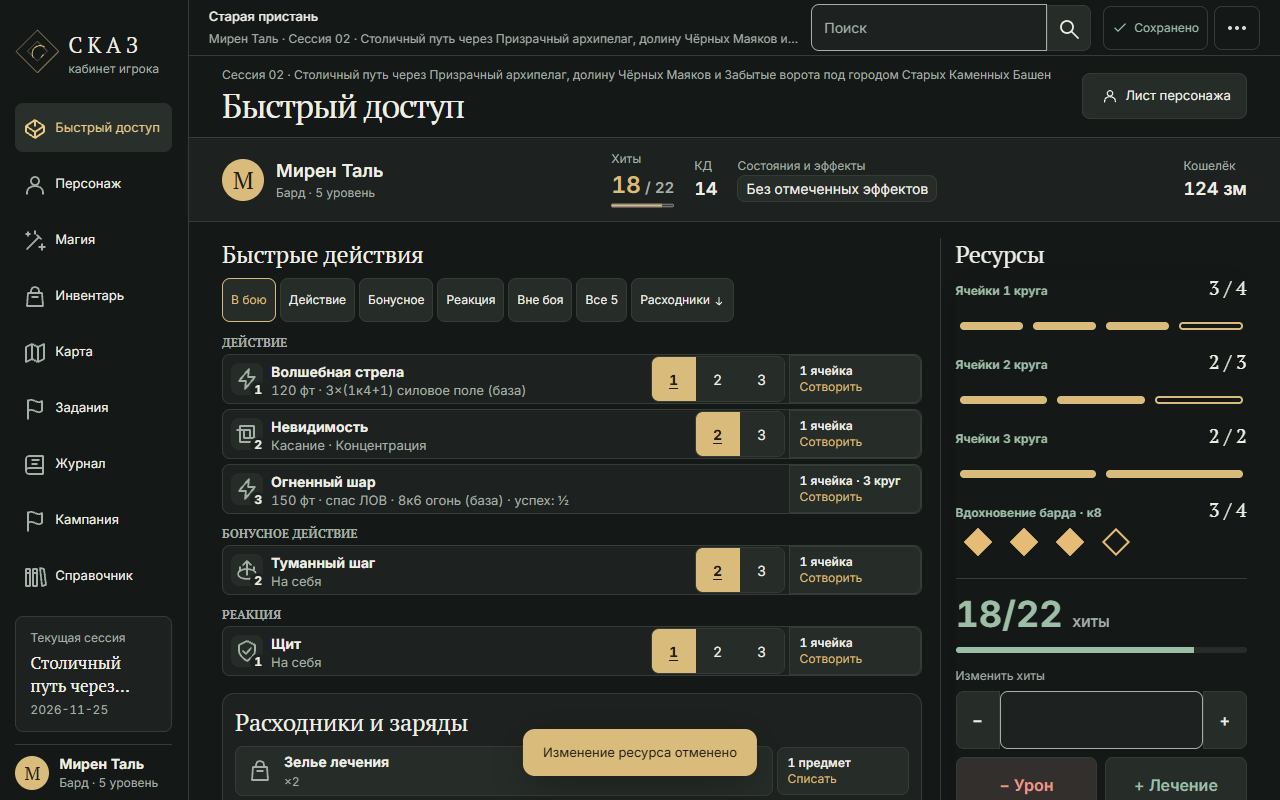 СКАЗ
кабинет игрока
Быстрый доступ
Персонаж
Магия
Инвентарь
Карта
Задания
Журнал
Кампания
Справочник
Текущая сессия
Столичный
путь через…
2026-11-25
М
Мирен Таль
Бард · 5 уровень
Старая пристань
Мирен Таль · Сессия 02 · Столичный путь через Призрачный архипелаг, долину Чёрных Маяков и…
Поиск
Сохранено
Сессия 02 · Столичный путь через Призрачный архипелаг, долину Чёрных Маяков и Забытые ворота под городом Старых Каменных Башен
Быстрый доступ
Лист персонажа
М
Мирен Таль
Бард · 5 уровень
Хиты
18 / 22
КД
14
Состояния и эффекты
Без отмеченных эффектов
Кошелёк
124 зм
Быстрые действия
В бою
Действие
Бонусное
Реакция
Вне боя
Все 5
Расходники ↓
ДЕЙСТВИЕ
1
Волшебная стрела
120 фт · 3×(1к4+1) силовое поле (база)
1 2 3
1 ячейка
Сотворить
2
Невидимость
Касание · Концентрация
2 3
1 ячейка
Сотворить
3
Огненный шар
150 фт · спас ЛОВ · 8к6 огонь (база) · успех: ½
1 ячейка · 3 круг
Сотворить
БОНУСНОЕ ДЕЙСТВИЕ
2
Туманный шаг
На себя
2 3
1 ячейка
Сотворить
РЕАКЦИЯ
1
Щит
На себя
1 2 3
1 ячейка
Сотворить
Расходники и заряды
Зелье лечения
×2
1 предмет
Списать
Изменение ресурса отменено
Ресурсы
Ячейки 1 круга 3 / 4
Ячейки 2 круга 2 / 3
Ячейки 3 круга 2 / 2
Вдохновение барда · к8 3 / 4
18/22 хиты
Изменить хиты
− +
− Урон
+ Лечение